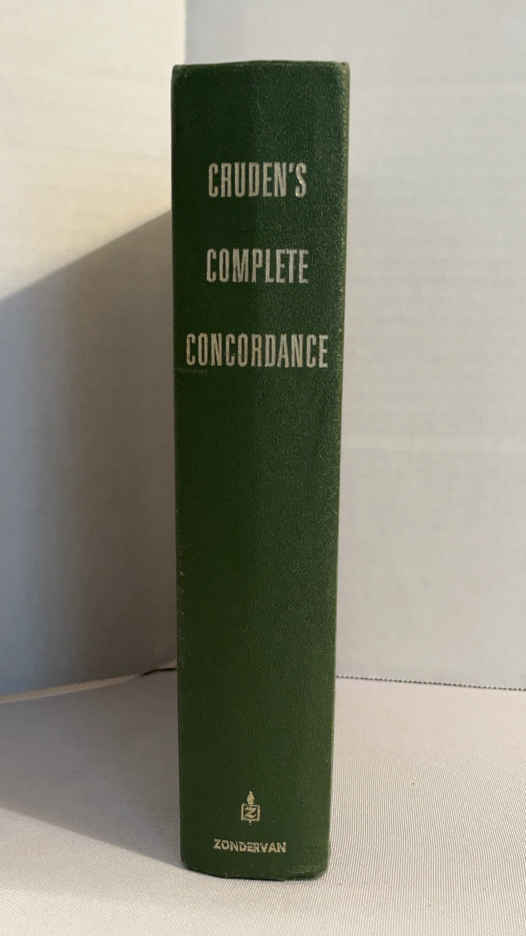 CRUDEN'S
COMPLETE
CONCORDANCE
Z
ZONDERVAN